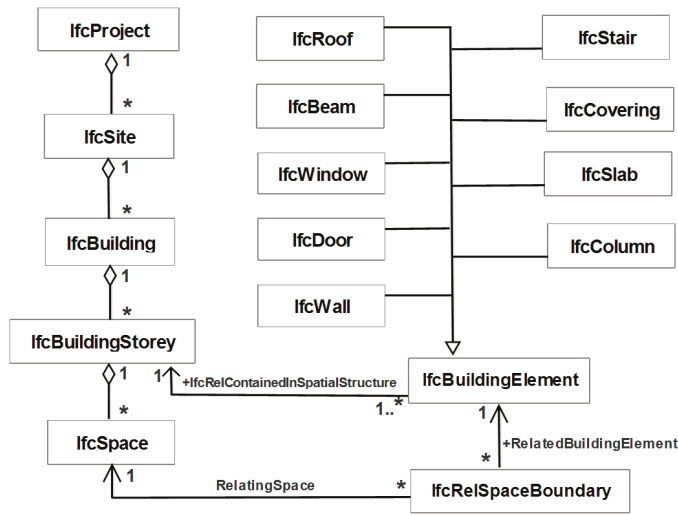 IfcProject
1
*
IfcSite
1
*
IfcBuilding
1
*
IfcBuildingStorey
1
*
IfcSpace
1
IfcRoof
IfcBeam
IfcWindow
IfcDoor
IfcWall
IfcStair
IfcCovering
IfcSlab
IfcColumn
1
+IfcRelContainedInSpatialStructure
1..*
IfcBuildingElement
1
+RelatedBuildingElement
*
RelatingSpace
*
IfcRelSpaceBoundary